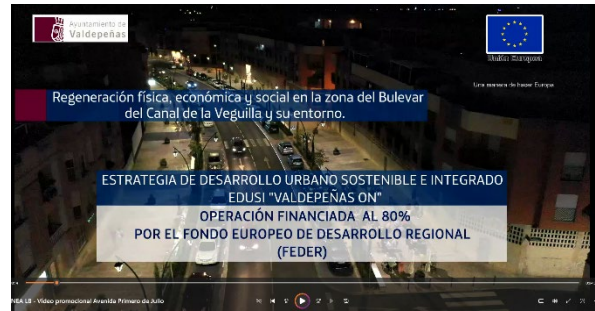 Ayuntamiento de
Valdepeñas
Unión Europea
Una manera de hacer Europa
Regeneración física, económica y social en la zona del Bulevar
del Canal de la Veguilla y su entorno.
ESTRATEGIA DE DESARROLLO URBANO SOSTENIBLE E INTEGRADO
EDUSI "VALDEPEÑAS ON"
OPERACIÓN FINANCIADA AL 80%
POR EL FONDO EUROPEO DE DESARROLLO REGIONAL
(FEDER)
L8 - Vídeo promocional Avenida Primero de Julio